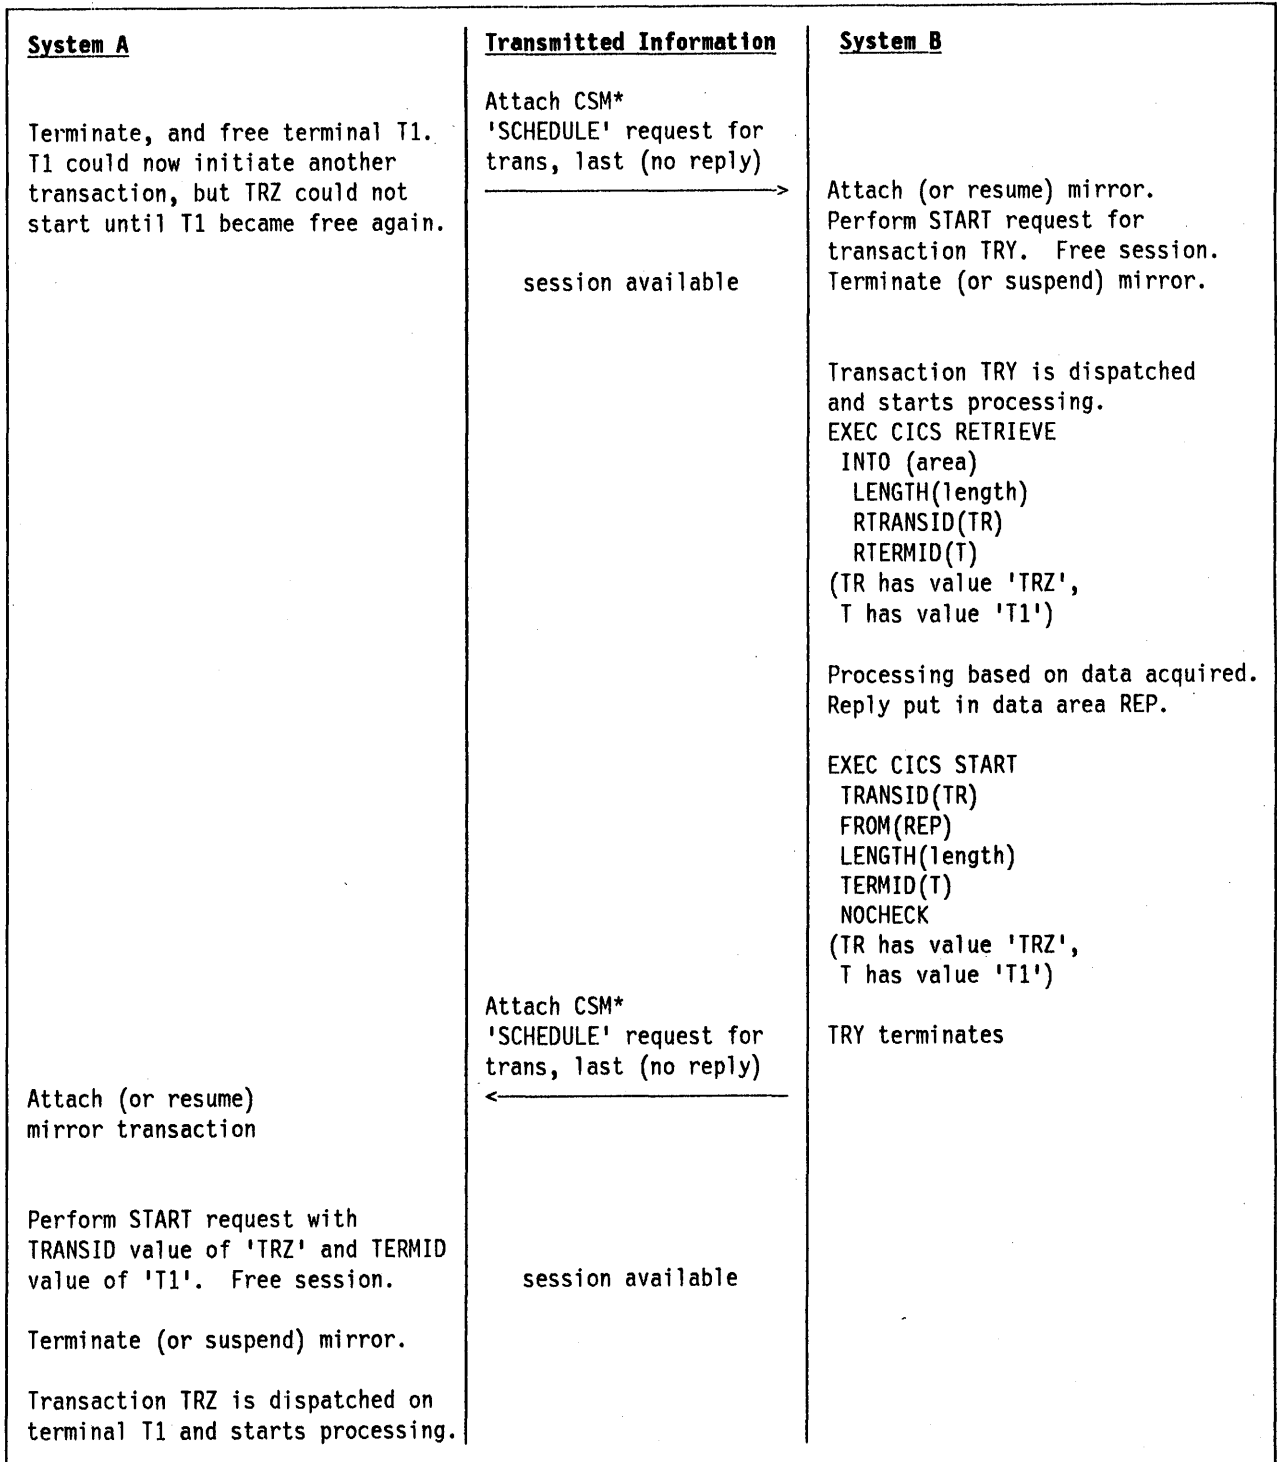 System A
Terminate, and free terminal T1.
T1 could now initiate another
transaction, but TRZ could not
start until T1 became free again.
Transmitted Information
Attach CSM*
'SCHEDULE' request for
trans, last (no reply)
System B
Attach (or resume) mirror.
Perform START request for
transaction TRY. Free session.
session available
Terminate (or suspend) mirror.
Transaction TRY is dispatched
and starts processing.
EXEC CICS RETRIEVE
INTO (area)
LENGTH(length)
RTRANSID(TR)
RTERMID(T)
(TR has value 'TRZ',
T has value 'T1')
Processing based on data acquired.
Reply put in data area REP.
EXEC CICS START
TRANSID(TR)
FROM(REP)
LENGTH(length)
TERMID(T)
NOCHECK
(TR has value 'TRZ',
T has value 'T1')
Attach CSM*
'SCHEDULE' request for
trans, last (no reply)
TRY terminates
Attach (or resume)
mirror transaction
Perform START request with
TRANSID value of 'TRZ' and TERMID
value of 'T1'. Free session.
session available
Terminate (or suspend) mirror.
Transaction TRZ is dispatched on
terminal T1 and starts processing.